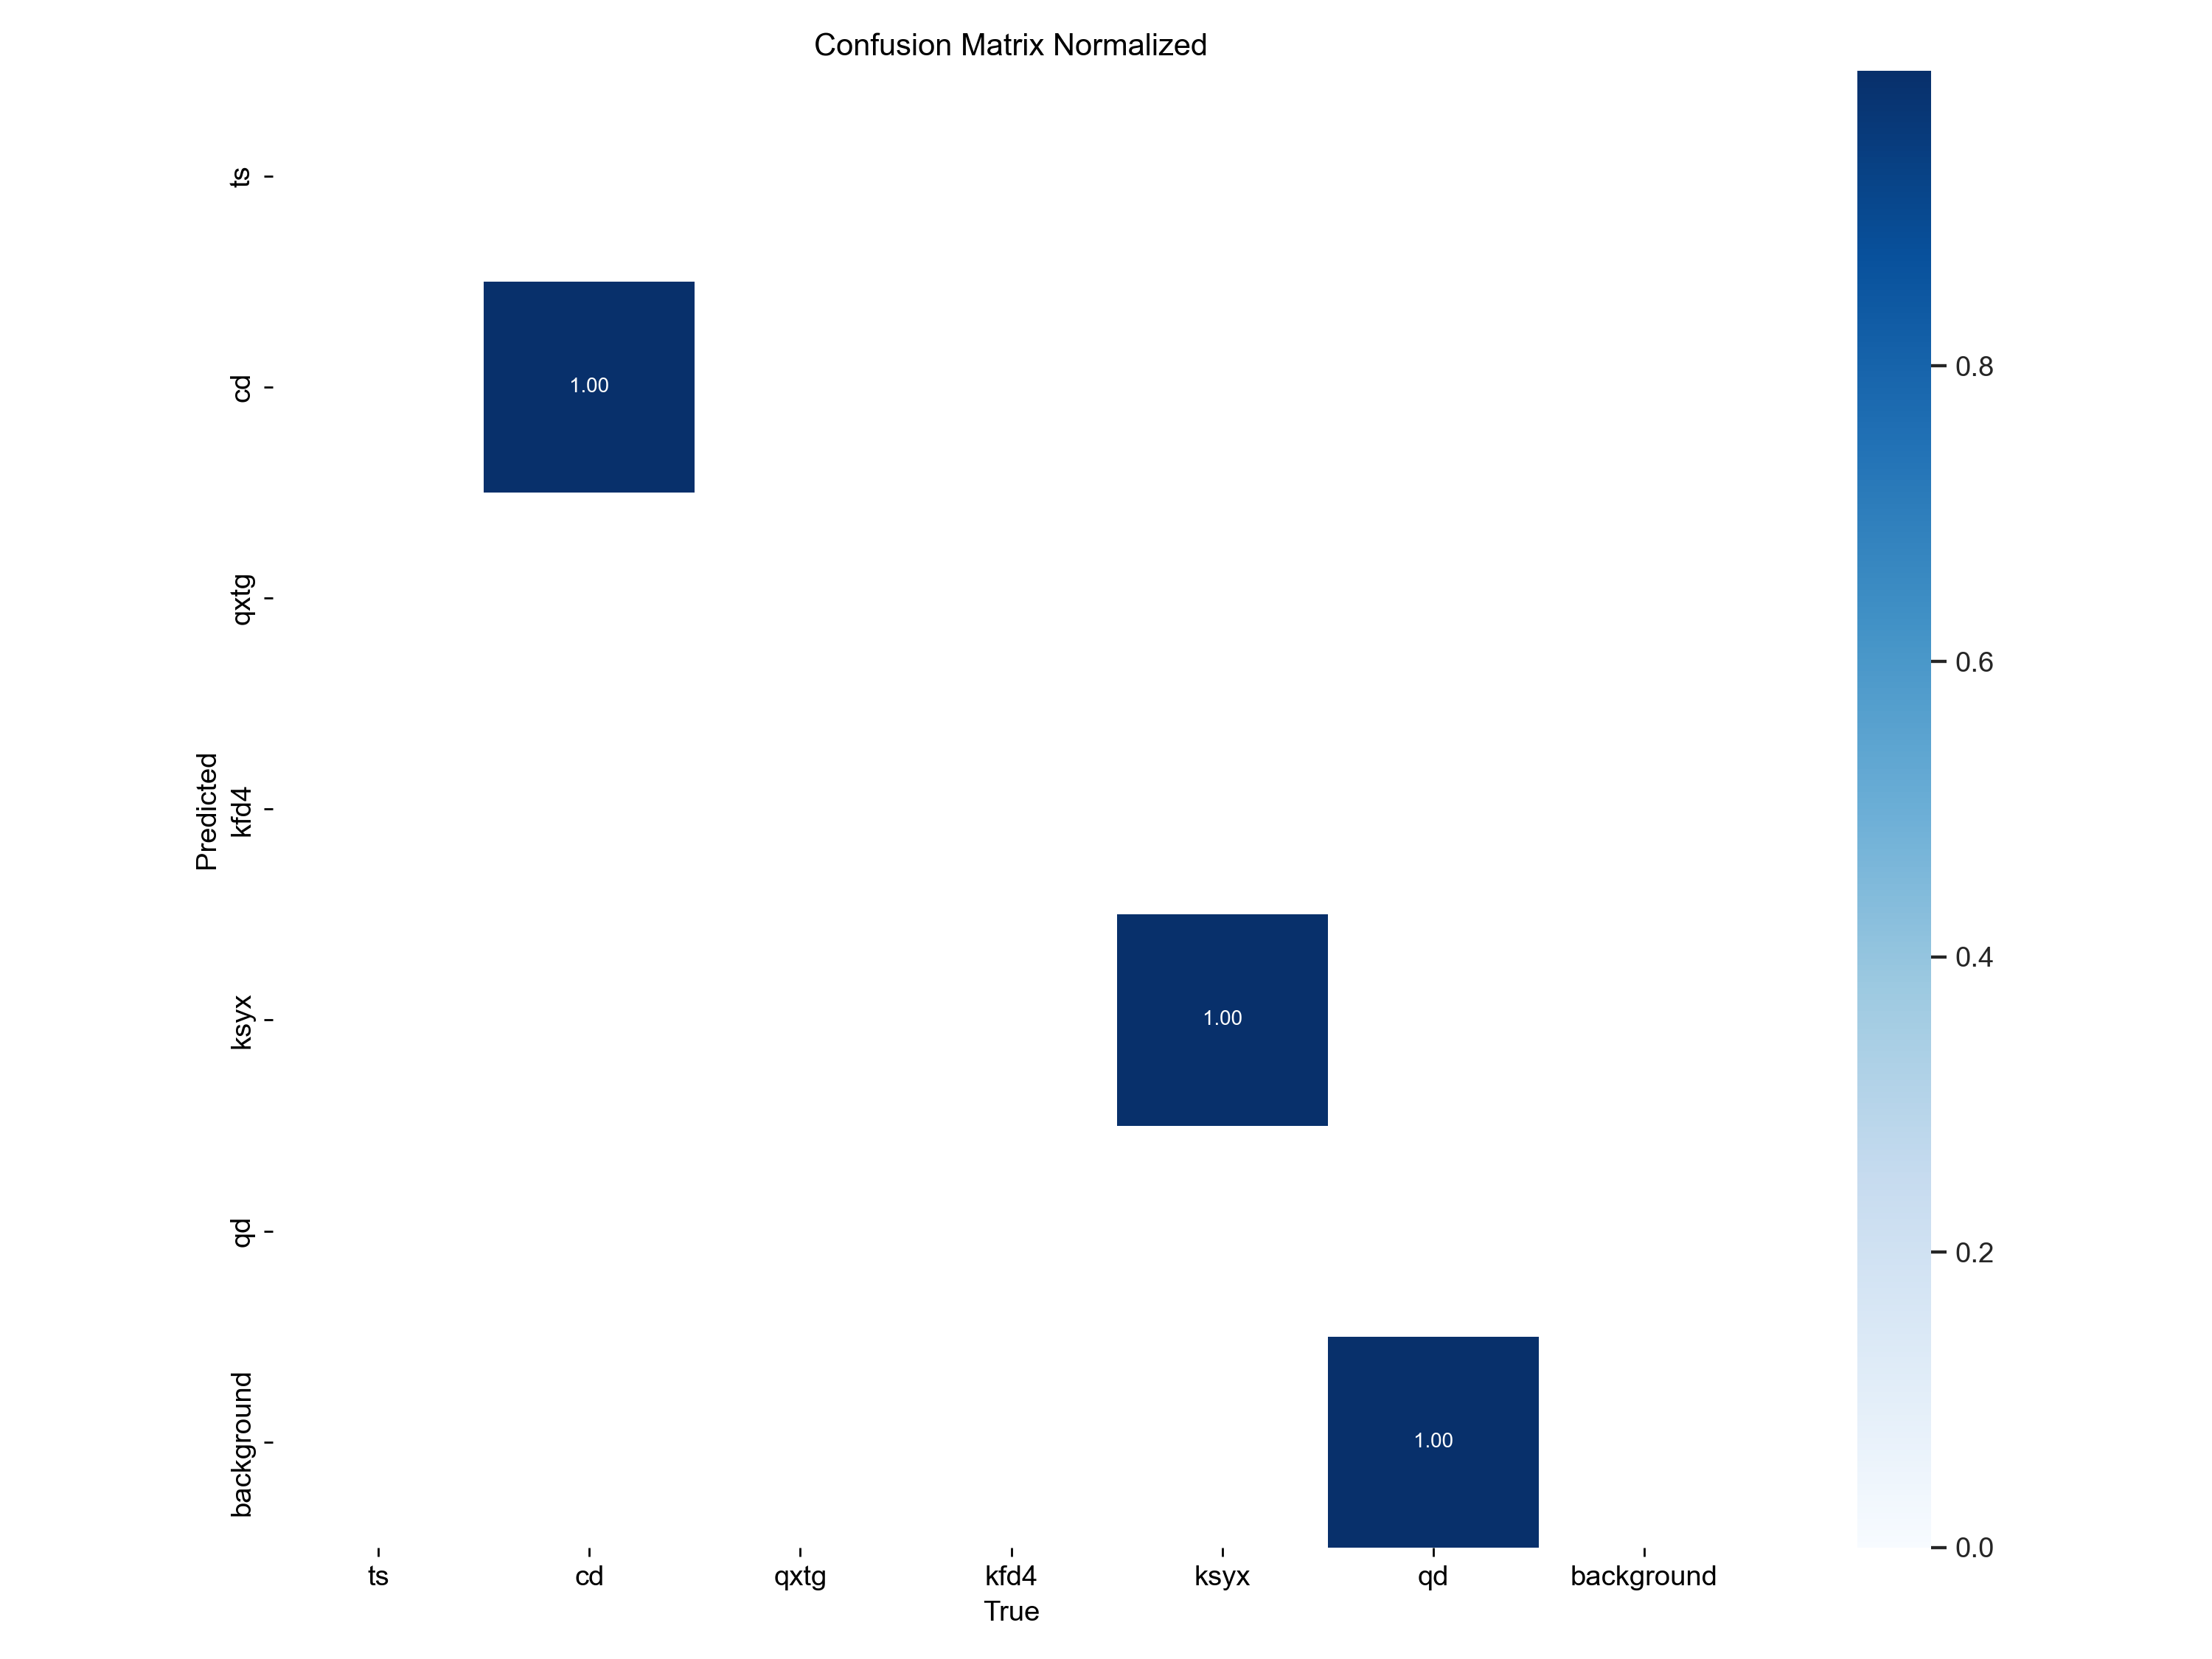 Confusion Matrix Normalized
Predicted
ts
cd
qxtg
kfd4
ksyx
qd
background
1.00
1.00
1.00
ts cd qxtg kfd4 ksyx qd background
True
0.8
0.6
0.4
0.2
0.0